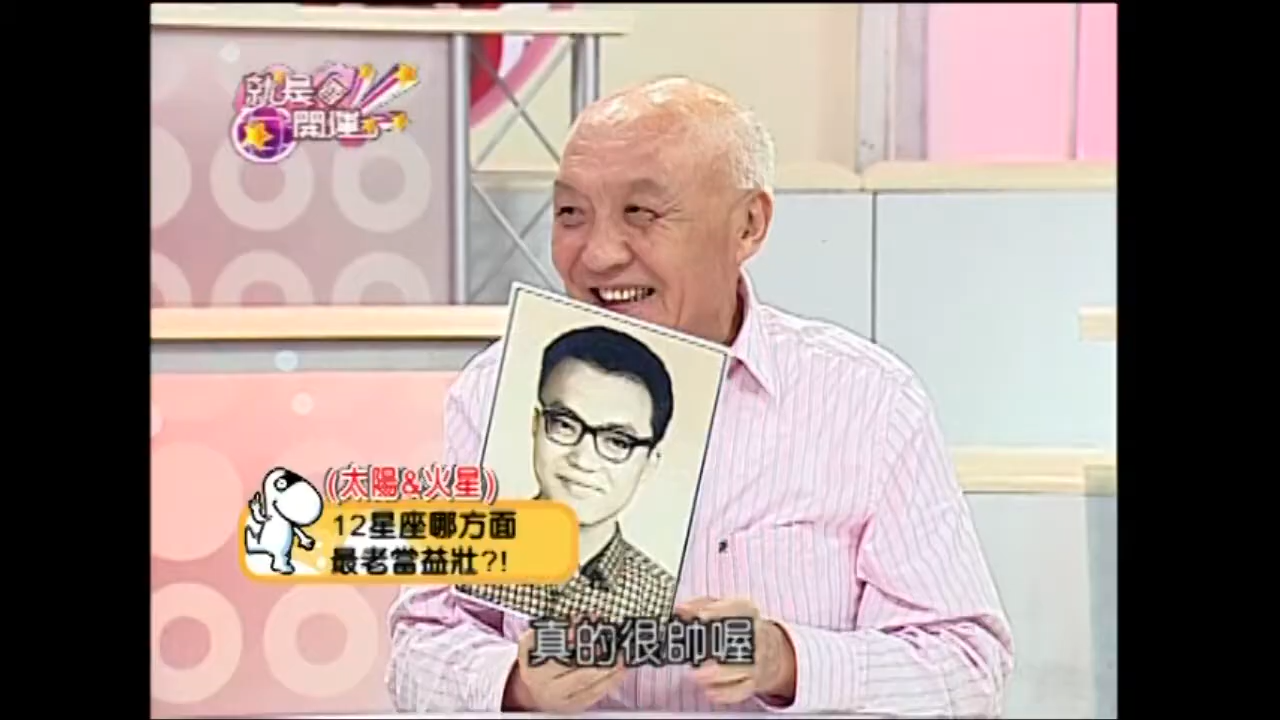 就是命
開運
(太陽&火星)
12星座哪方面
最老當益壯?!
真的很帥喔